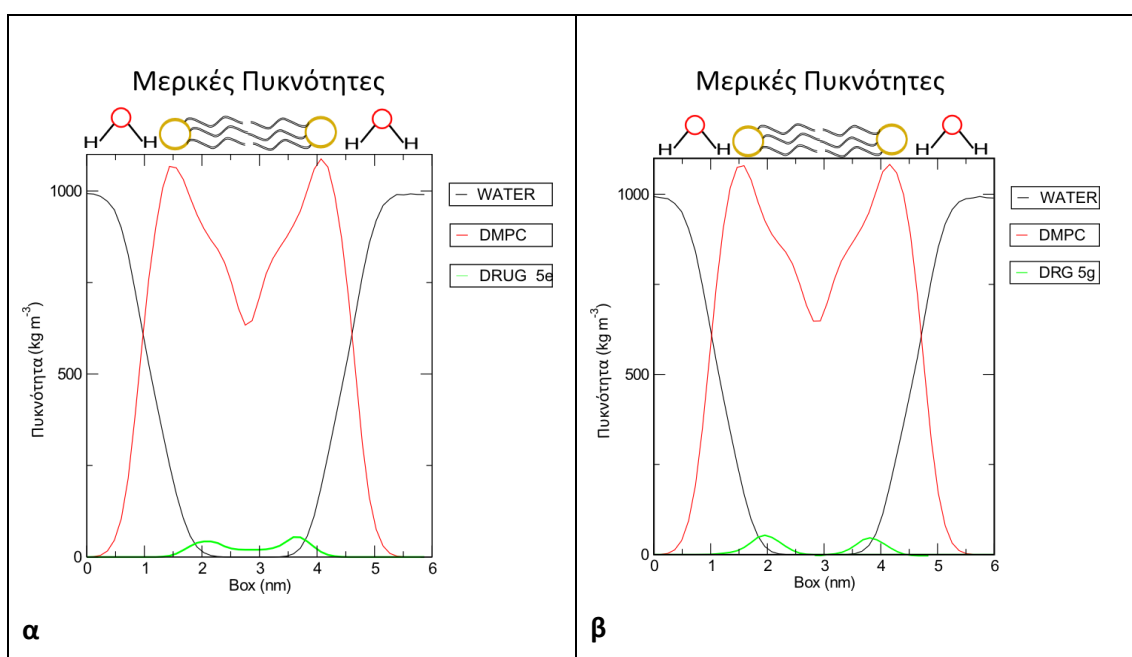 Μερικές Πυκνότητες
H H H H
1000
500
0
0 1 2 3 4 5 6
Πυκνότητα (kg m-3)
Box (nm)
WATER
DMPC
DRUG 5e
α
Μερικές Πυκνότητες
H H H H
1000
500
0
0 1 2 3 4 5 6
Πυκνότητα (kg m-3)
Box (nm)
WATER
DMPC
DRG 5g
β